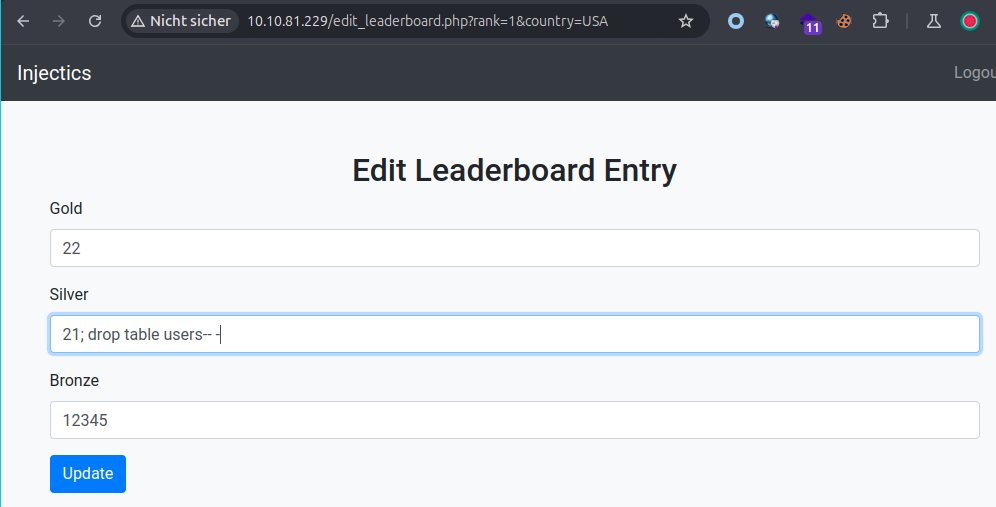 Nicht sicher 10.10.81.229/edit_leaderboard.php?rank=1&country=USA
11
Injectics
Logou
Edit Leaderboard Entry
Gold
22
Silver
21; drop table users-- -
Bronze
12345
Update